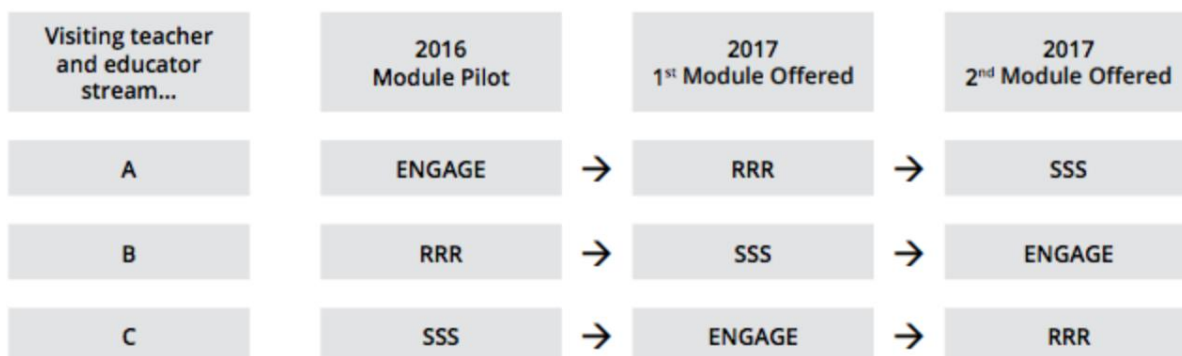 Visiting teacher
and educator
stream...
2016
Module Pilot
2017
1st Module Offered
2017
2nd Module Offered
A
ENGAGE
→
RRR
→
SSS
B
RRR
→
SSS
→
ENGAGE
C
SSS
→
ENGAGE
→
RRR